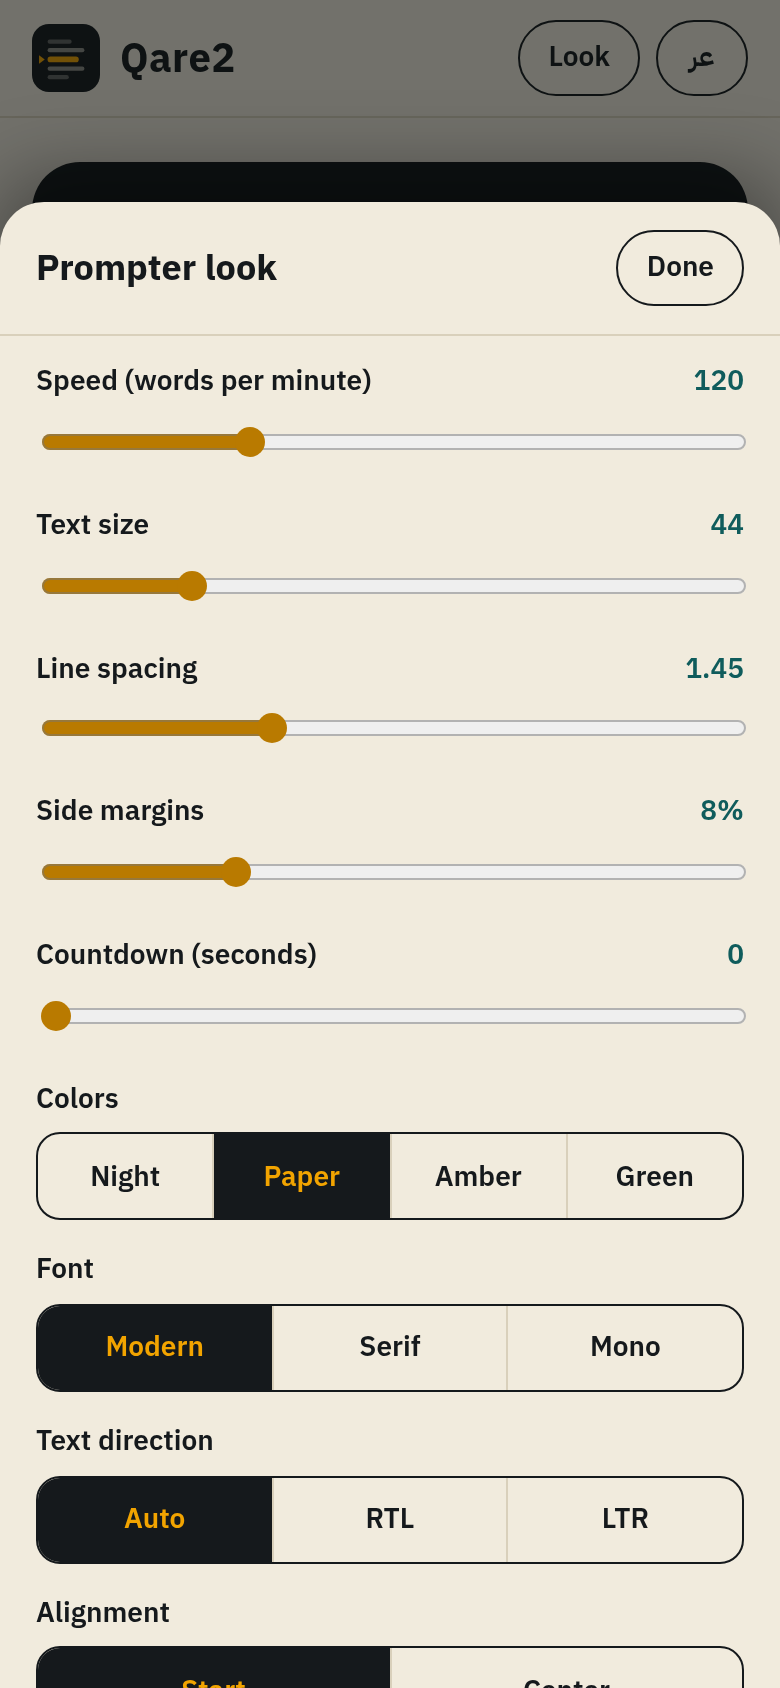 Qare2
Look
عر
Prompter look
Done
Speed (words per minute)
120
Text size
44
Line spacing
1.45
Side margins
8%
Countdown (seconds)
0
Colors
Night
Paper
Amber
Green
Font
Modern
Serif
Mono
Text direction
Auto
RTL
LTR
Alignment
Start
Center